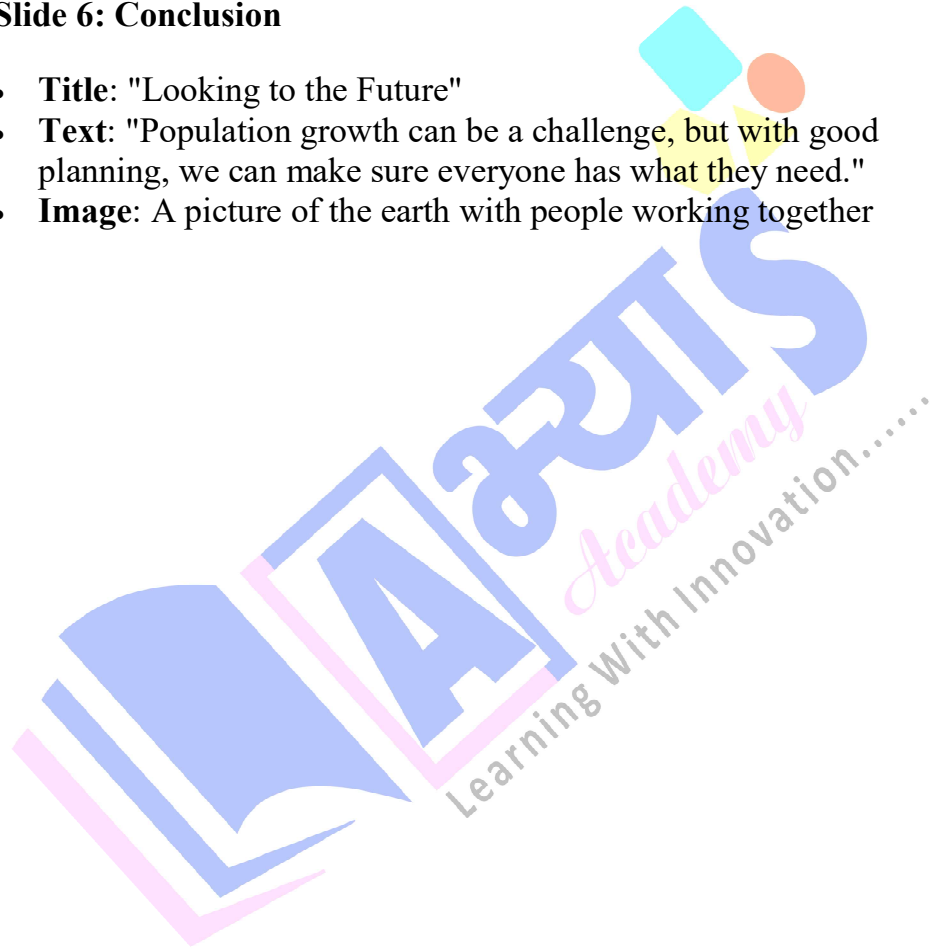 Slide 6: Conclusion
• Title: "Looking to the Future"
• Text: "Population growth can be a challenge, but with good
planning, we can make sure everyone has what they need."
• Image: A picture of the earth with people working together
Aभ्याS
Academy
Learning With Innovation......